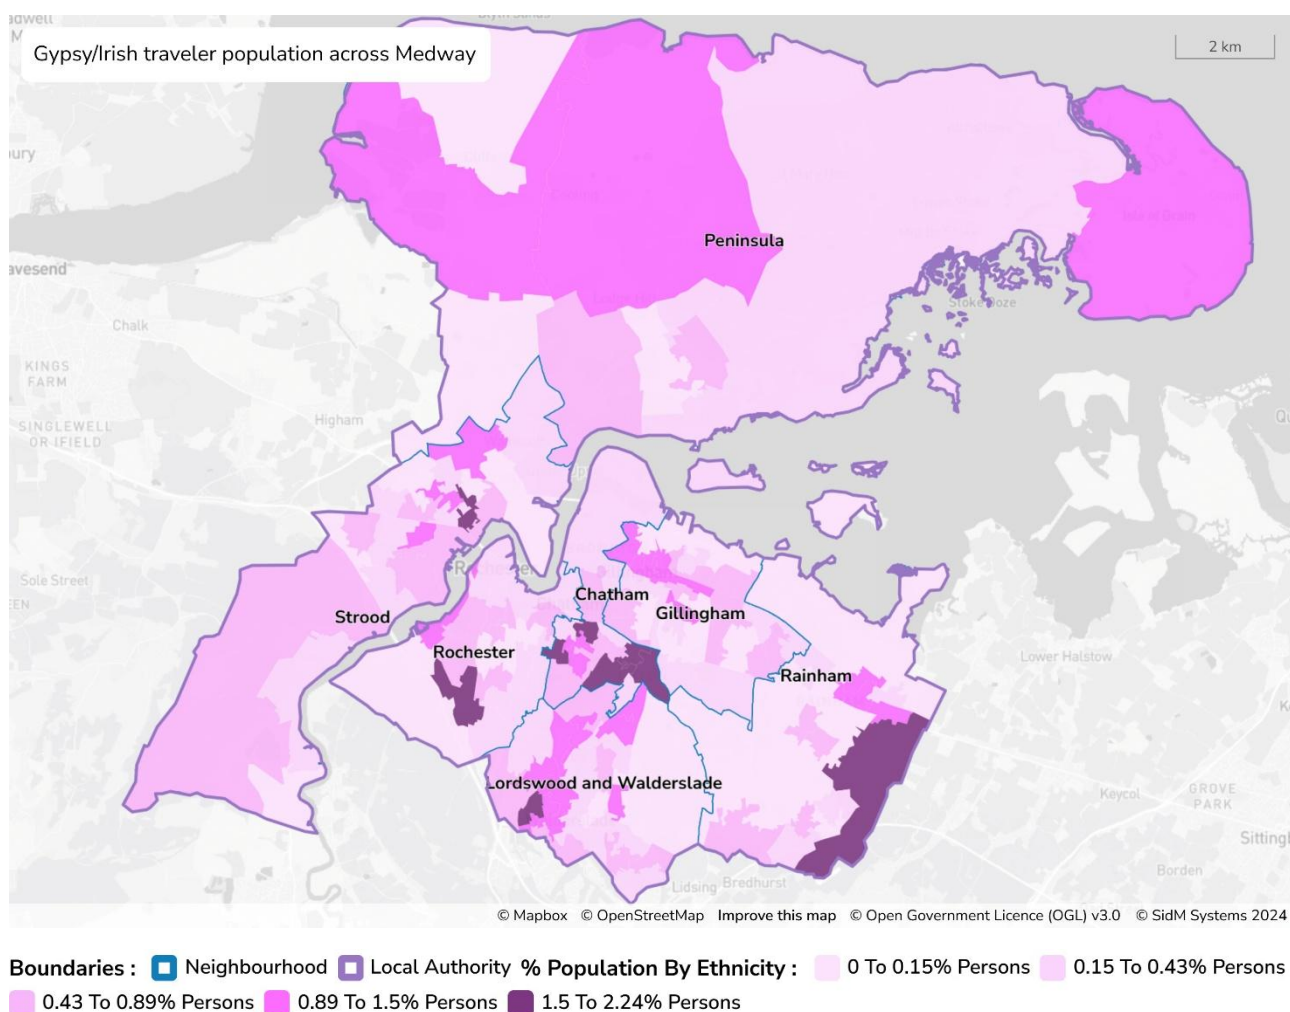 Gypsy/Irish traveler population across Medway
2 km
Peninsula
avesend
Stoke Ooze
Chalk
KINGS
FARM
Higham
SINGLEWELL
OR IFIELD
Sole Street
Chatham
Gillingham
Strood
Rochester
Lower Halstow
Rainham
Lordswood and Walderslade
Keycol
GROVE
PARK
Borden
Lidsing
Bredhurst
© Mapbox © OpenStreetMap Improve this map © Open Government Licence (OGL) v3.0 © SidM Systems 2024
Boundaries : Neighbourhood Local Authority % Population By Ethnicity : 0 To 0.15% Persons 0.15 To 0.43% Persons
0.43 To 0.89% Persons 0.89 To 1.5% Persons 1.5 To 2.24% Persons